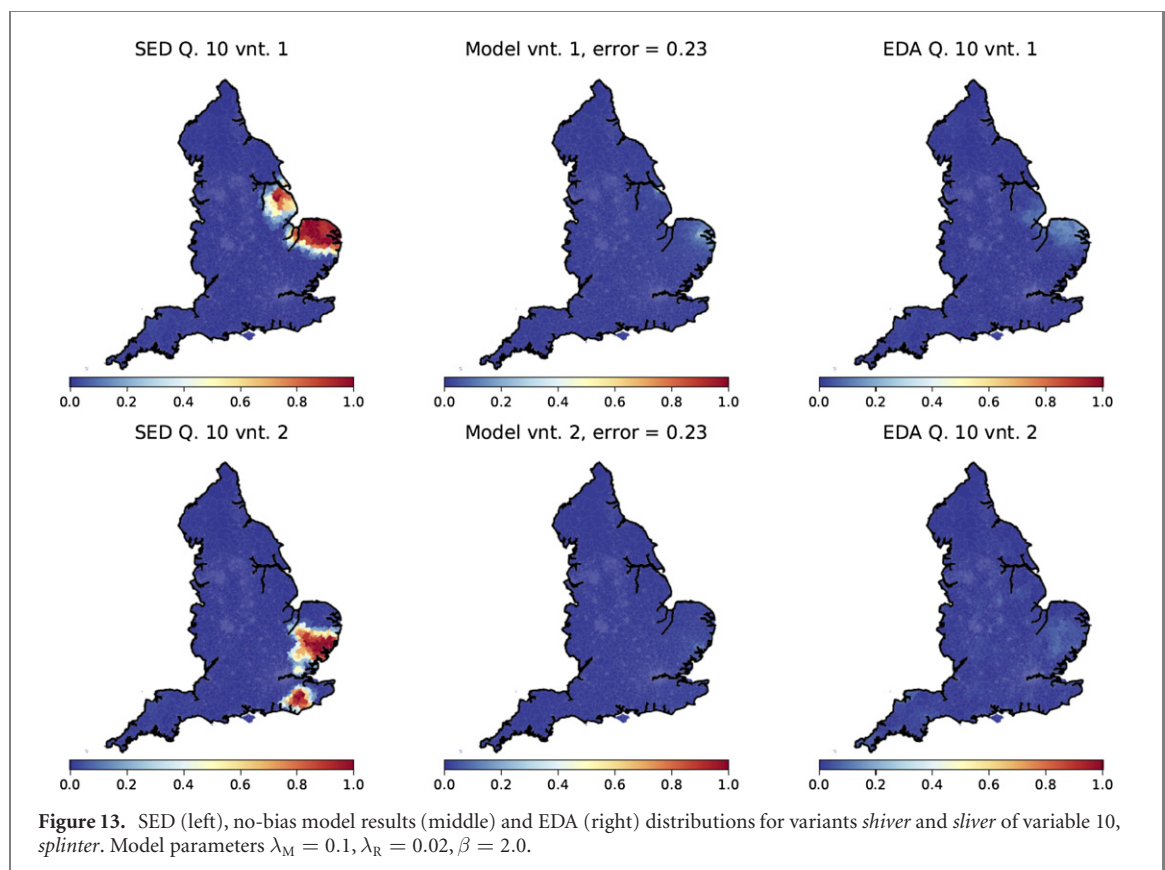 SED Q. 10 vnt. 1
Model vnt. 1, error = 0.23
EDA Q. 10 vnt. 1
0.0 0.2 0.4 0.6 0.8 1.0
0.0 0.2 0.4 0.6 0.8 1.0
0.0 0.2 0.4 0.6 0.8 1.0
SED Q. 10 vnt. 2
Model vnt. 2, error = 0.23
EDA Q. 10 vnt. 2
0.0 0.2 0.4 0.6 0.8 1.0
0.0 0.2 0.4 0.6 0.8 1.0
0.0 0.2 0.4 0.6 0.8 1.0
Figure 13. SED (left), no-bias model results (middle) and EDA (right) distributions for variants shiver and sliver of variable 10,
splinter. Model parameters λM = 0.1, λR = 0.02, β = 2.0.